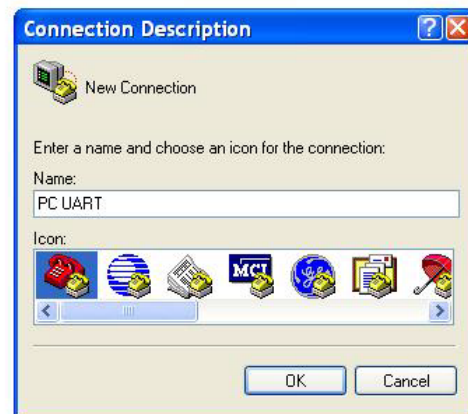 Connection Description
New Connection
Enter a name and choose an icon for the connection:
Name:
PC UART
Icon:
MCI
OK Cancel